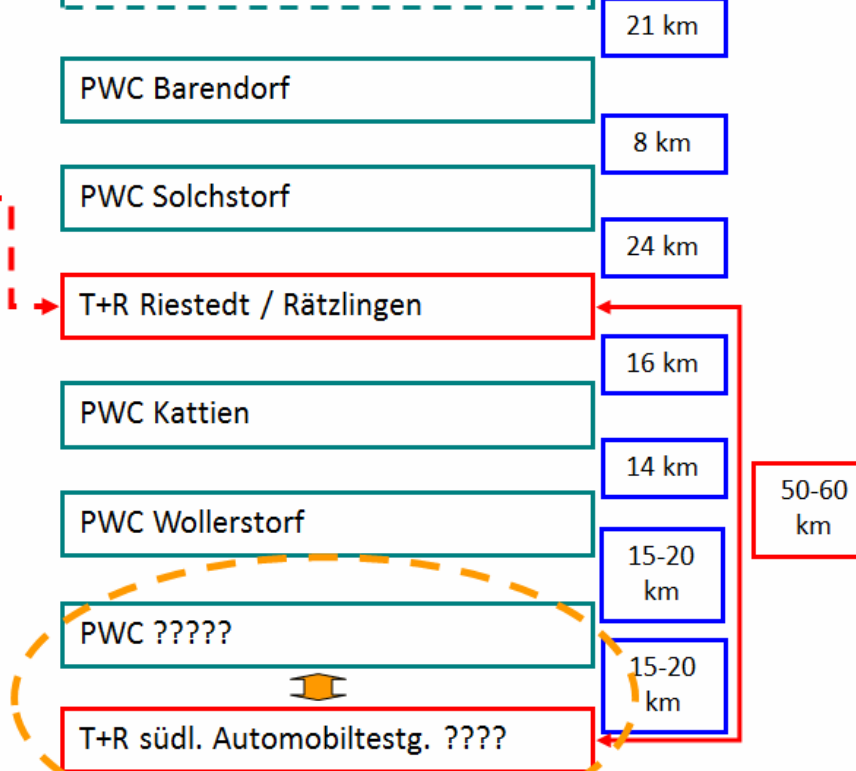 21 km
PWC Barendorf
8 km
PWC Solchstorf
24 km
T+R Riestedt / Rätzlingen
16 km
PWC Kattien
14 km
50-60
km
PWC Wollerstorf
15-20
km
PWC ?????
15-20
km
T+R südl. Automobiltestg. ????